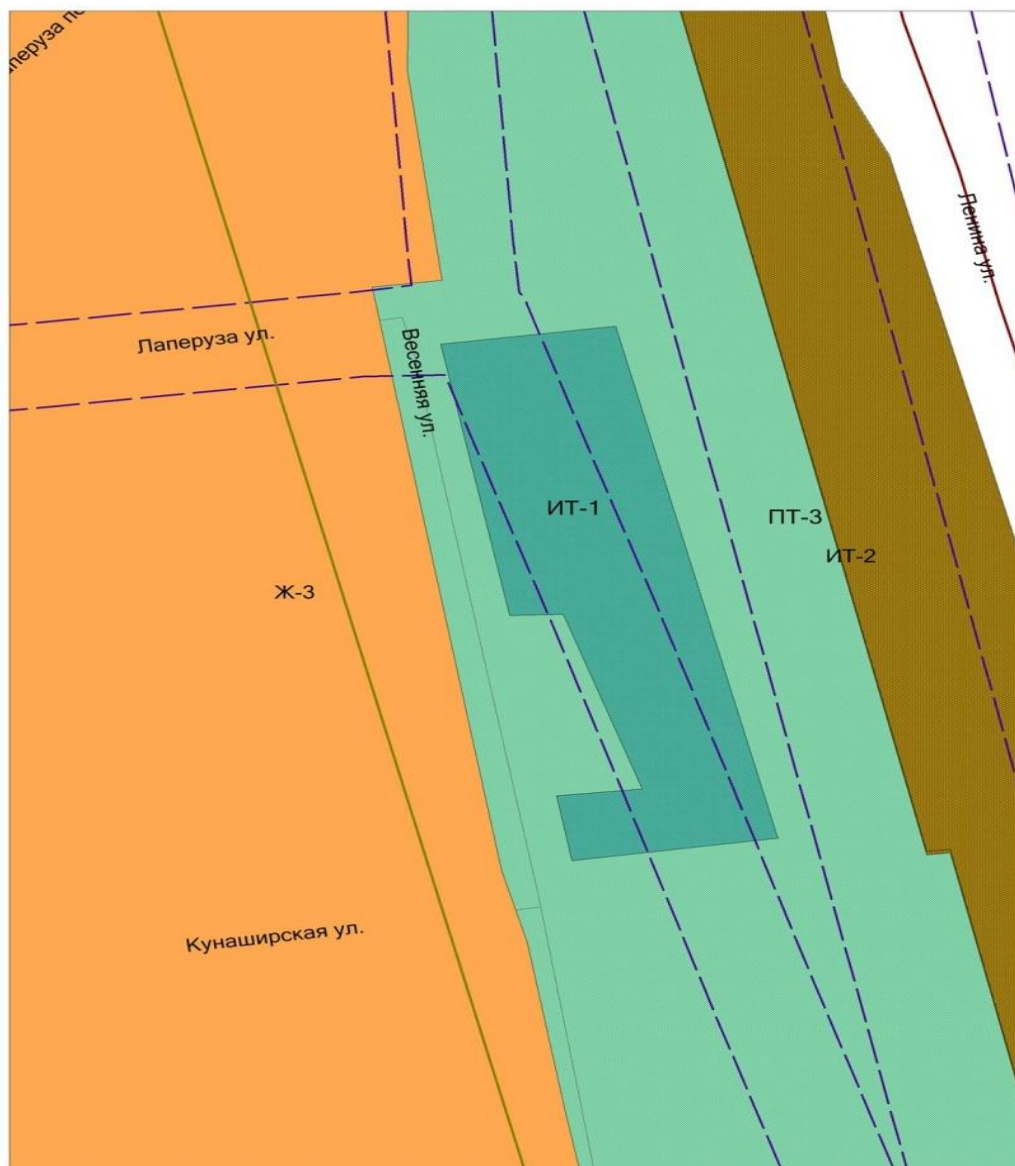 Ленина ул.
Лаперуза ул.
Весенняя ул.
ИТ-1
ПТ-3
ИТ-2
Ж-3
Кунаширская ул.